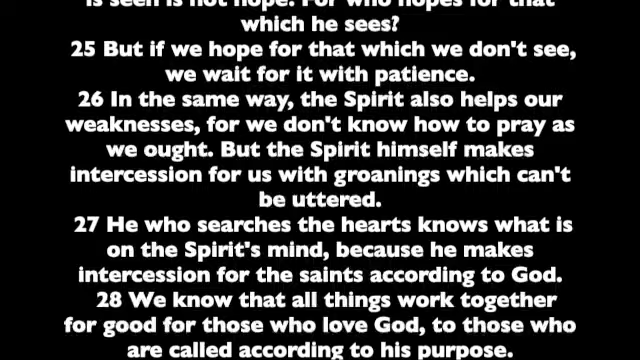 is seen is not hope. For who hopes for that
which he sees?
25 But if we hope for that which we don't see,
we wait for it with patience.
26 In the same way, the Spirit also helps our
weaknesses, for we don't know how to pray as
we ought. But the Spirit himself makes
intercession for us with groanings which can't
be uttered.
27 He who searches the hearts knows what is
on the Spirit's mind, because he makes
intercession for the saints according to God.
28 We know that all things work together
for good for those who love God, to those who
are called according to his purpose.